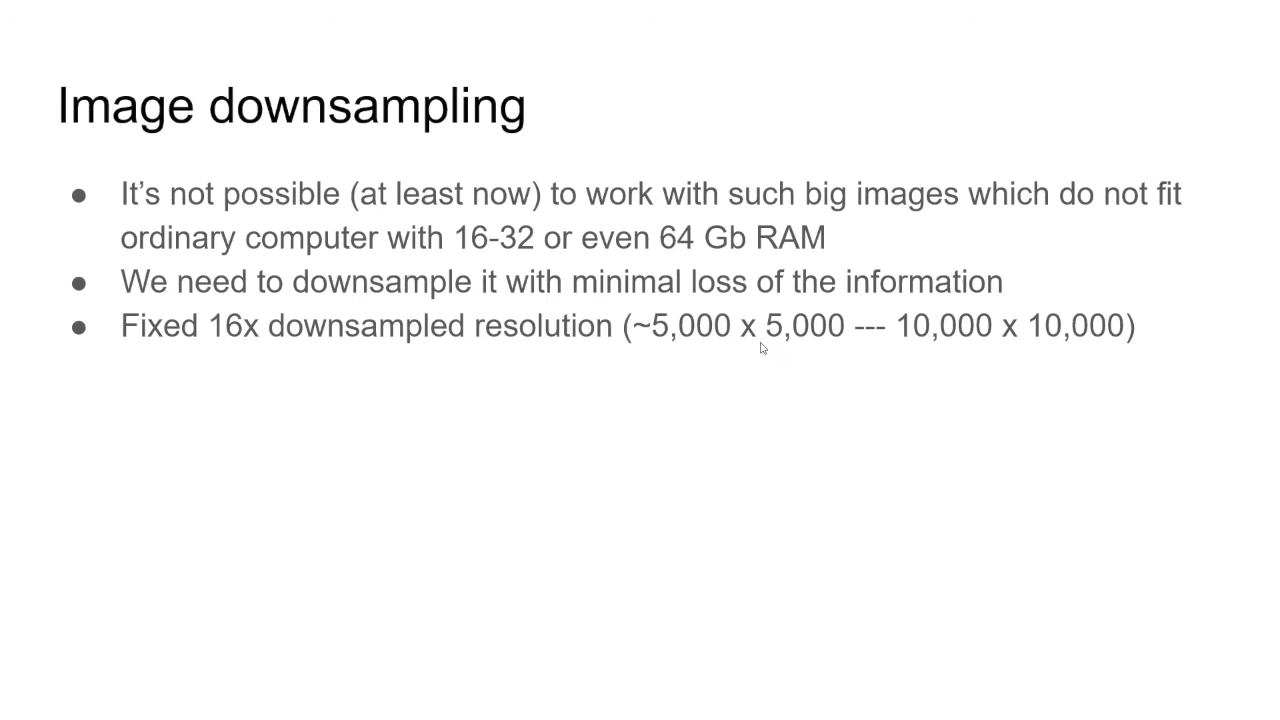 Image downsampling
● It’s not possible (at least now) to work with such big images which do not fit
ordinary computer with 16-32 or even 64 Gb RAM
● We need to downsample it with minimal loss of the information
● Fixed 16x downsampled resolution (~5,000 x 5,000 --- 10,000 x 10,000)